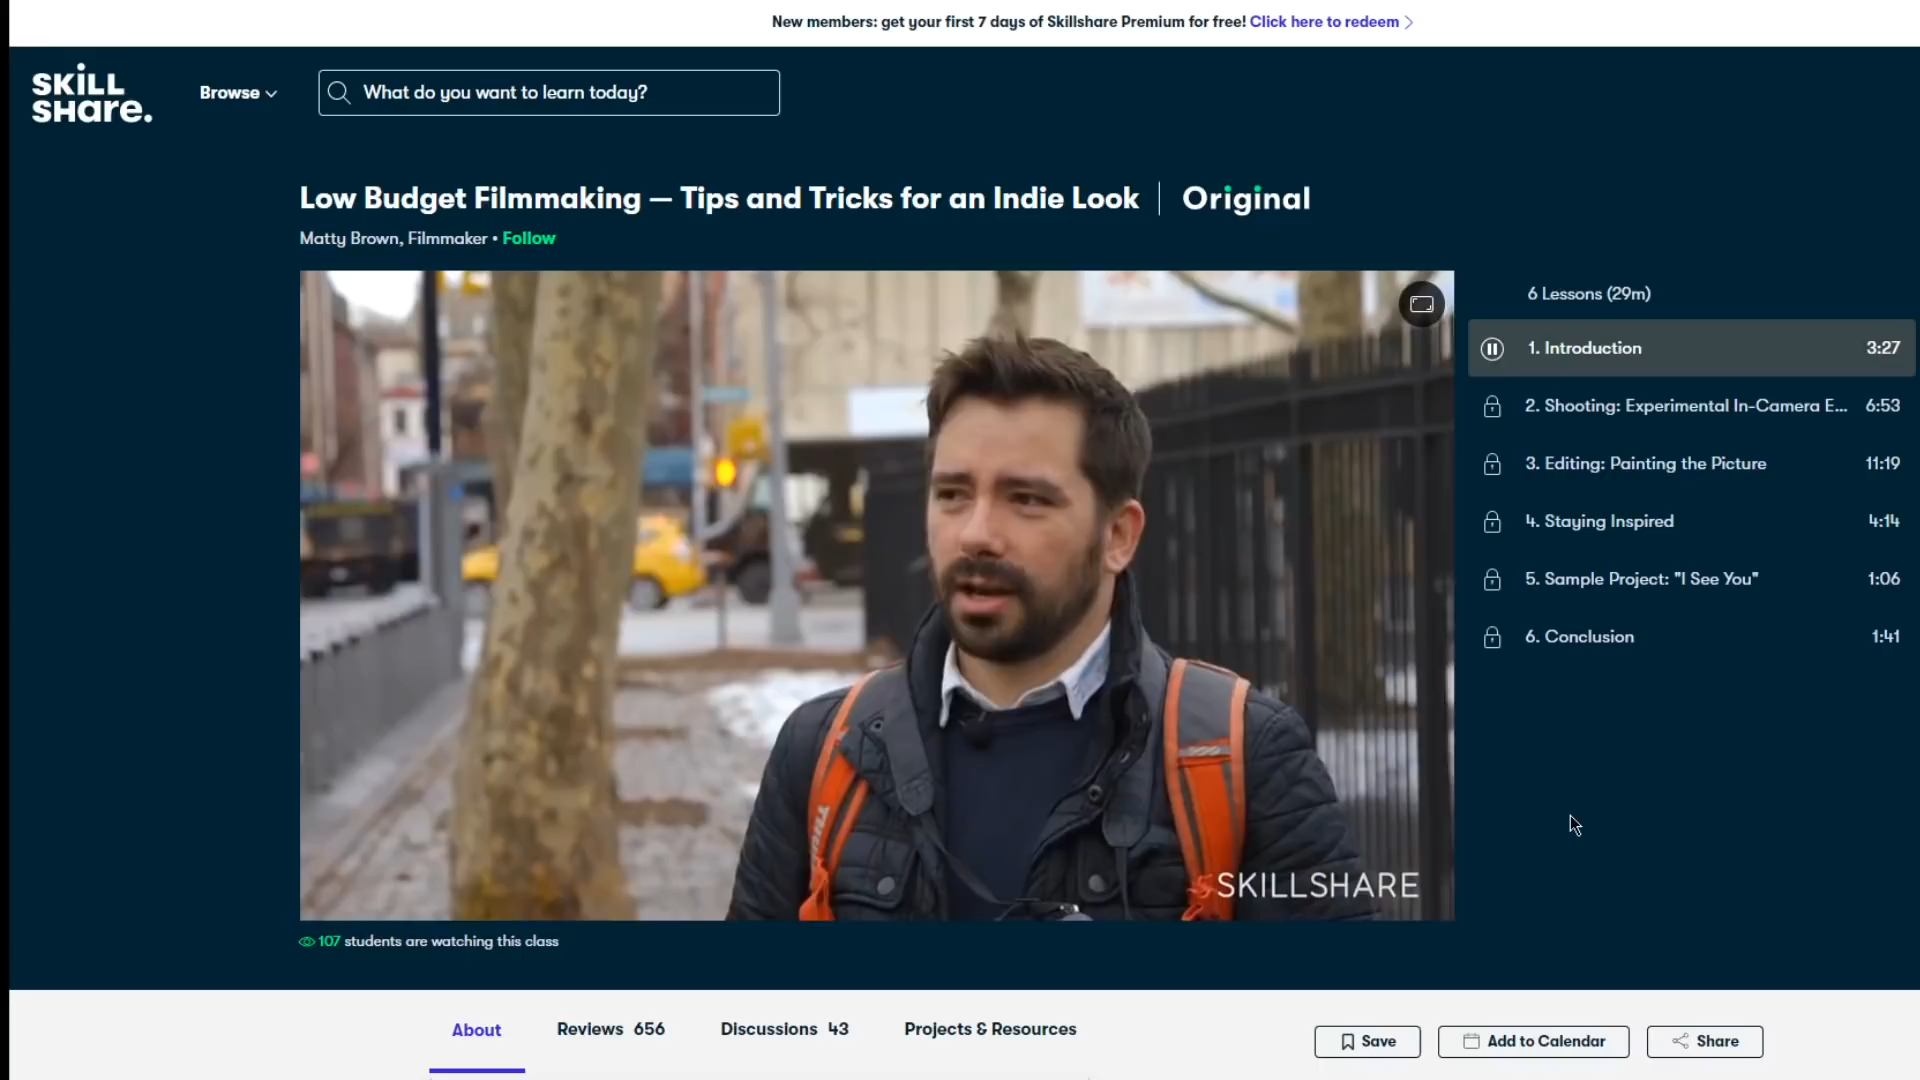 New members: get your first 7 days of Skillshare Premium for free! Click here to redeem
SKILL
SHare.
Browse
What do you want to learn today?
Low Budget Filmmaking — Tips and Tricks for an Indie Look | Original
Matty Brown, Filmmaker • Follow
6 Lessons (29m)
1. Introduction 3:27
2. Shooting: Experimental In-Camera E... 6:53
3. Editing: Painting the Picture 11:19
4. Staying Inspired 4:14
5. Sample Project: "I See You" 1:06
6. Conclusion 1:41
SKILLSHARE
107 students are watching this class
About Reviews 656 Discussions 43 Projects & Resources
Save Add to Calendar Share